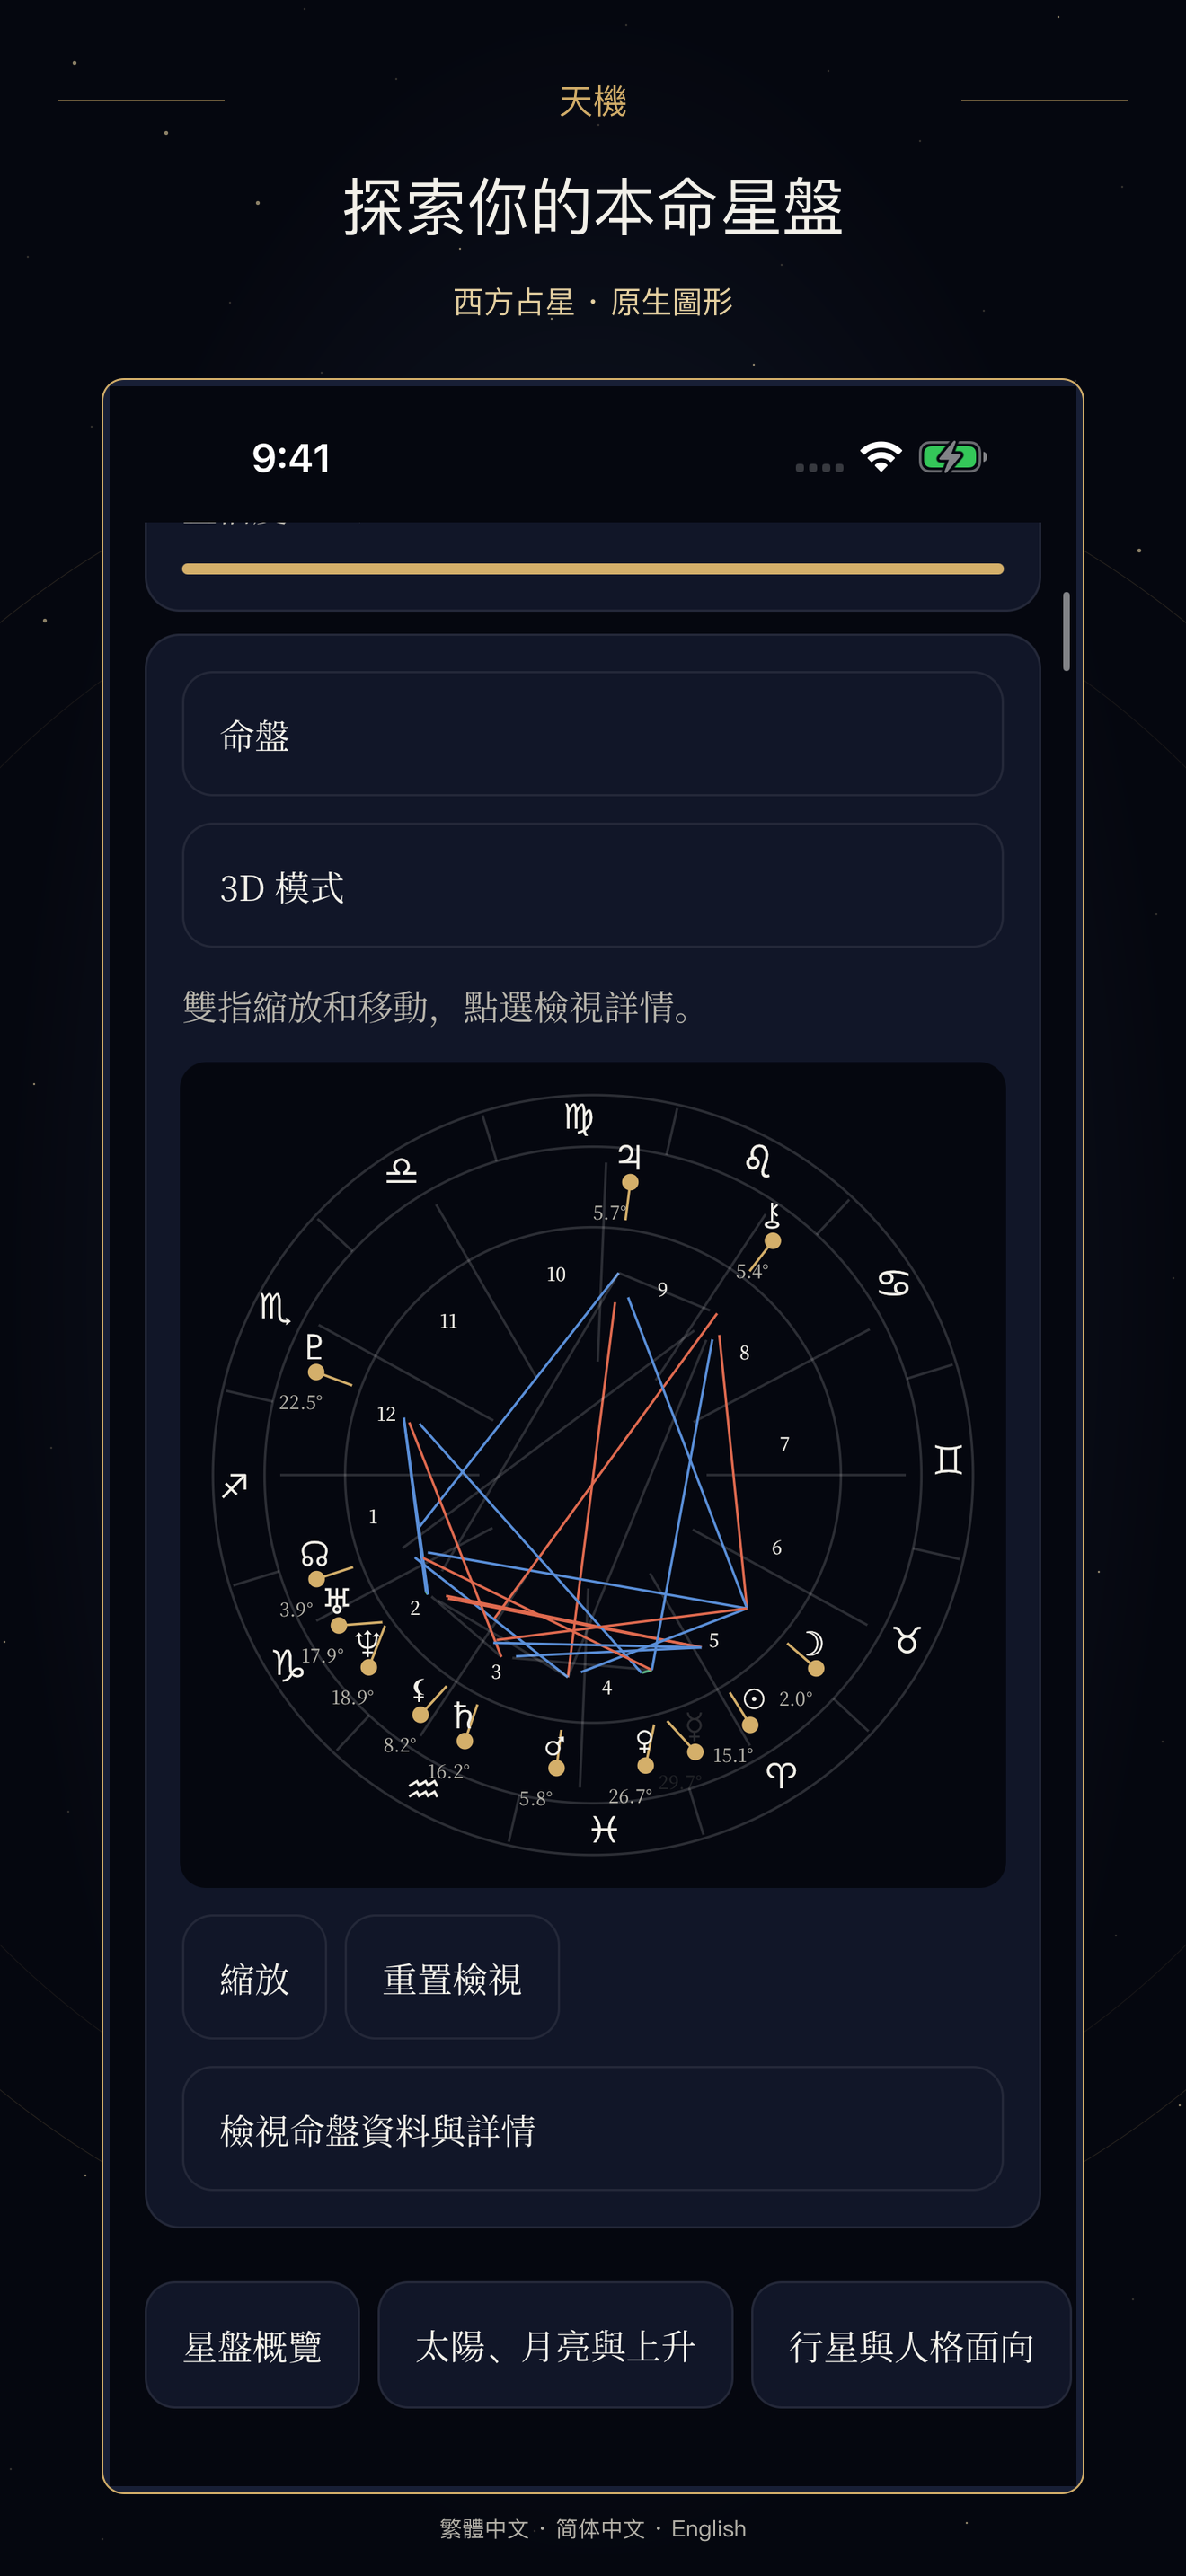 天機
探索你的本命星盤
西方占星 · 原生圖形
9:41
命盤
3D 模式
雙指縮放和移動，點選檢視詳情。
♍
♎ ♃ ♌
5.7° ⚷
5.4°
10 9 ♋
♏ 11
♇ 8
22.5°
12
7
♐ ♊
1
☊ 6
3.9° ♅
2
17.9° ♆ 5 ☽ ♉
♑ 3
18.9° 4
⚸ ☉ 2.0°
8.2° ♄ ♂ ♀ ☿ 15.1°
16.2° 29.7° ♈
♒ 5.8° 26.7°
♓
縮放 重置檢視
檢視命盤資料與詳情
星盤概覽 太陽、月亮與上升 行星與人格面向
繁體中文 · 简体中文 · English